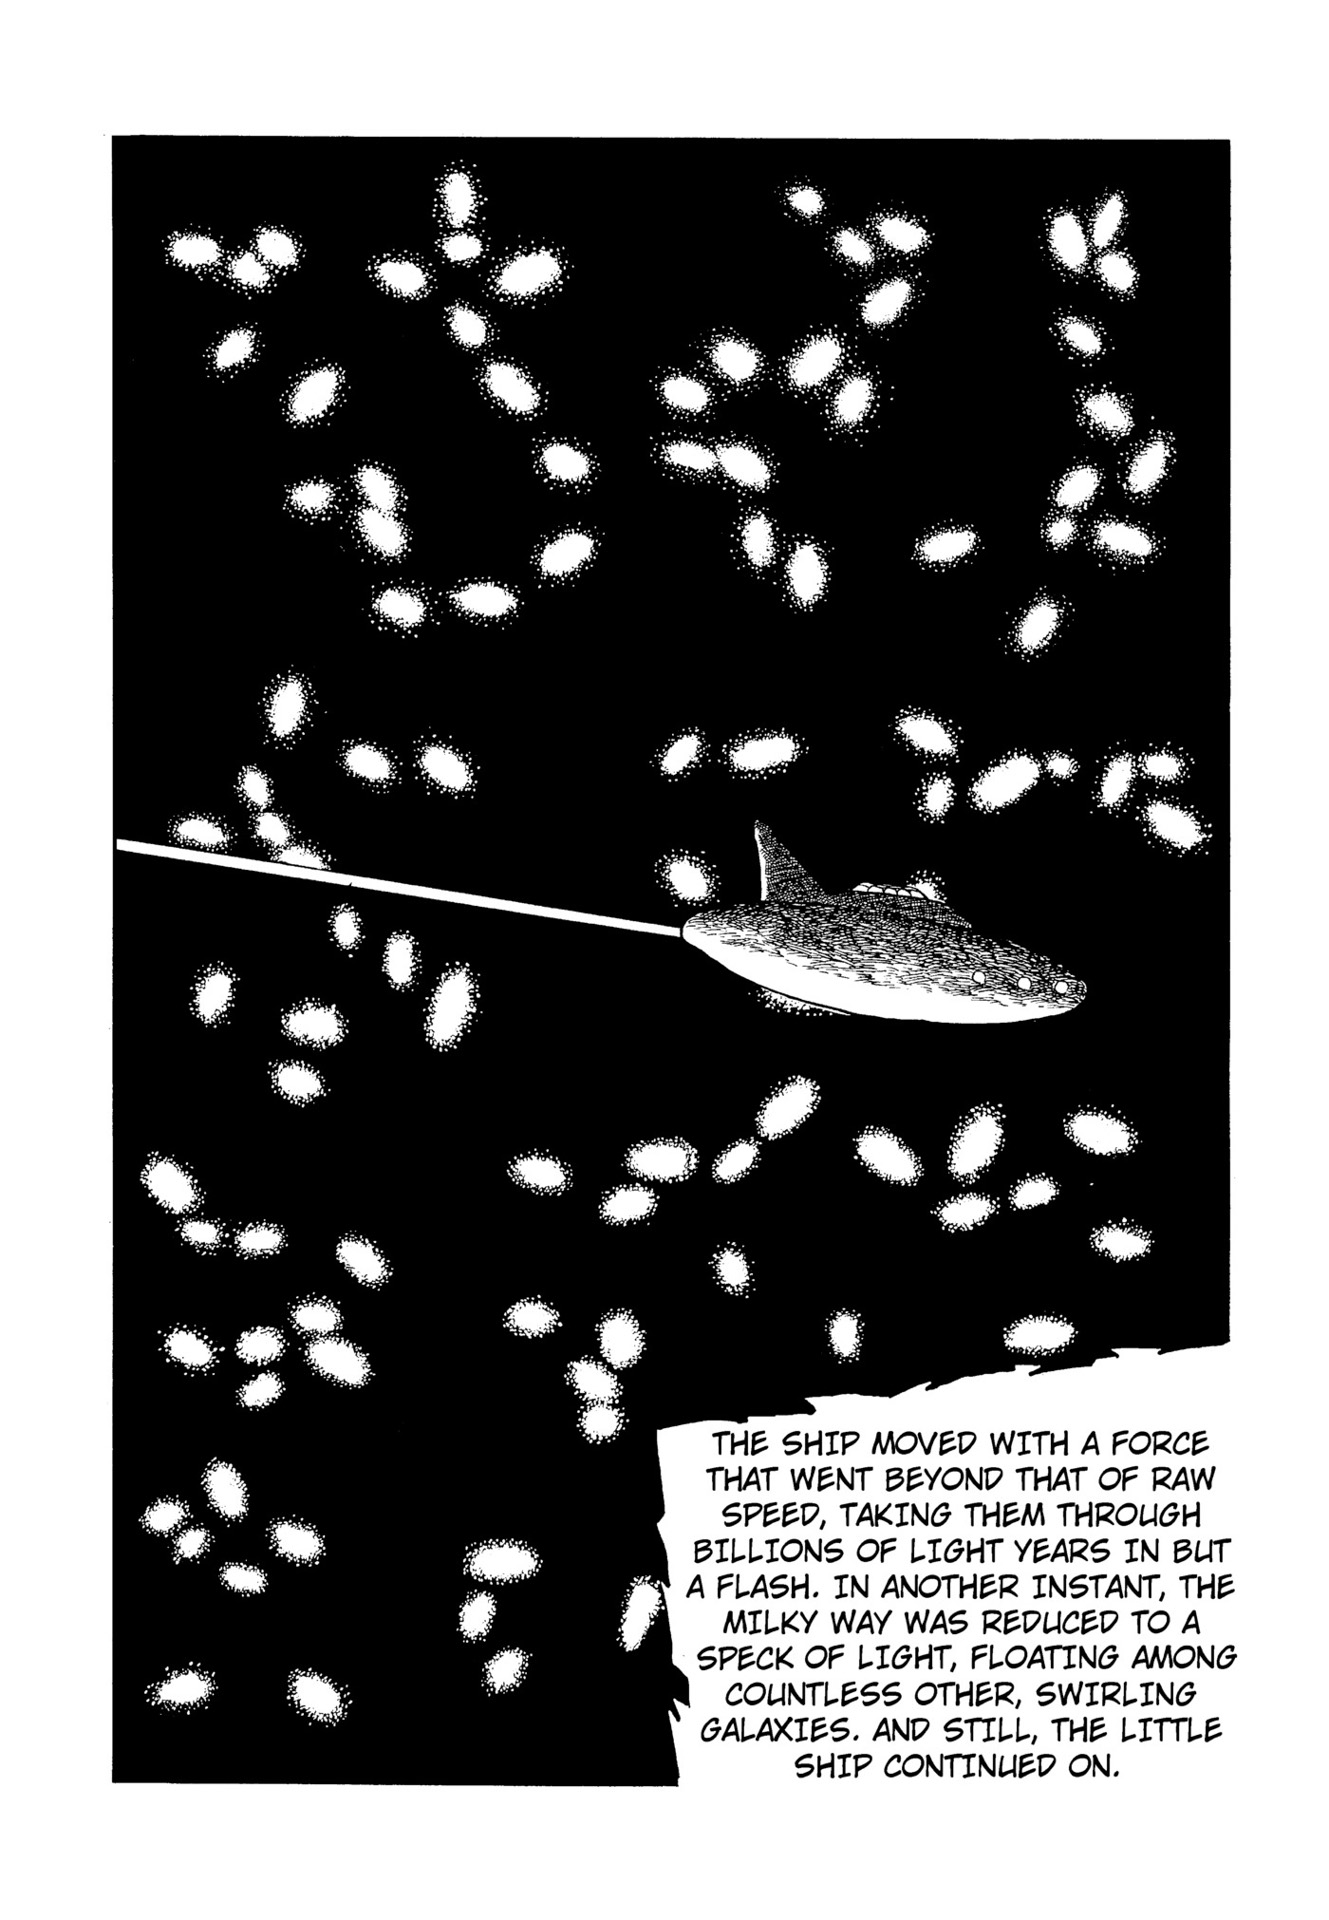 THE SHIP MOVED WITH A FORCE
THAT WENT BEYOND THAT OF RAW
SPEED, TAKING THEM THROUGH
BILLIONS OF LIGHT YEARS IN BUT
A FLASH. IN ANOTHER INSTANT, THE
MILKY WAY WAS REDUCED TO A
SPECK OF LIGHT, FLOATING AMONG
COUNTLESS OTHER, SWIRLING
GALAXIES. AND STILL, THE LITTLE
SHIP CONTINUED ON.